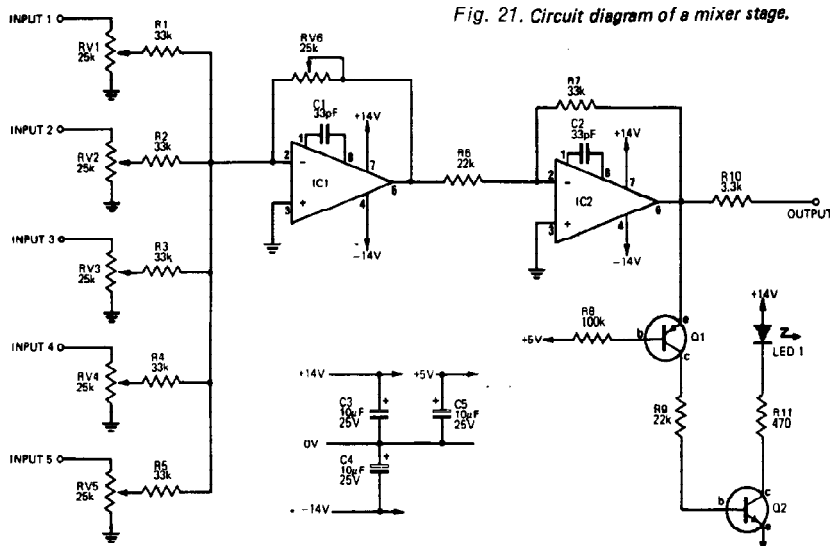 Fig. 21. Circuit diagram of a mixer stage.
INPUT 1
RV1
25k
R1
33k
INPUT 2
RV2
25k
R2
33k
INPUT 3
RV3
25k
R3
33k
INPUT 4
RV4
25k
R4
33k
INPUT 5
RV5
25k
R5
33k
RV6
25k
C1
33pF
+14V
1
8
2
-
7
IC1
6
3
+
4
-14V
R6
22k
R7
33k
C2
33pF
+14V
1
8
2
-
7
IC2
6
3
+
4
-14V
R10
3.3k
OUTPUT
R8
100k
+5V
b
e
Q1
c
+14V
LED 1
R9
22k
R11
470
b
c
Q2
e
+14V
+5V
C3
10µF
25V
C5
10µF
25V
0V
C4
10µF
25V
-14V